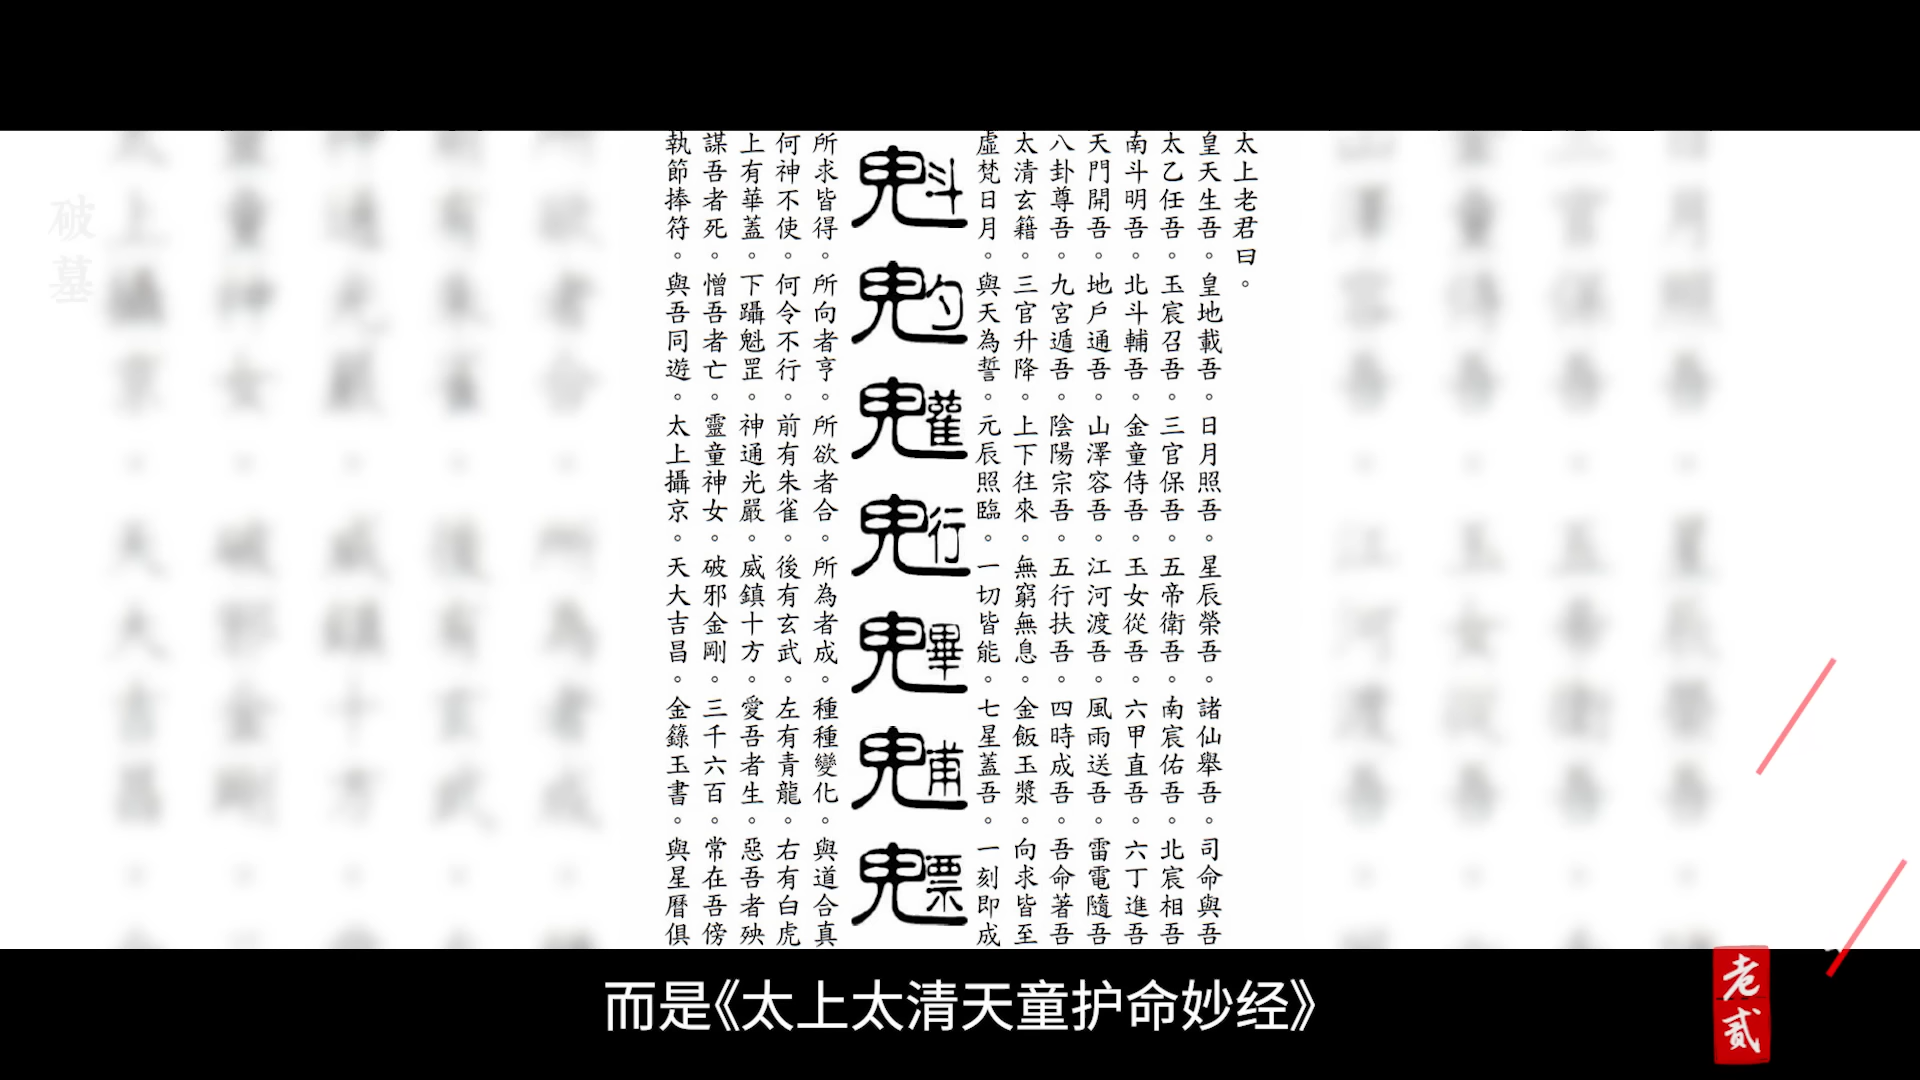 太上老君曰。
皇天生吾。皇地載吾。日月照吾。星辰榮吾。諸仙舉吾。司命與吾
太乙任吾。玉宸召吾。三官保吾。五帝衛吾。南宸佑吾。北宸相吾
南斗明吾。北斗輔吾。金童侍吾。玉女從吾。六甲直吾。六丁進吾
天門開吾。地戶通吾。山澤容吾。江河渡吾。風雨送吾。雷電隨吾
八卦尊吾。九宮遁吾。陰陽宗吾。五行扶吾。四時成吾。吾命著吾
太清玄籍。三官升降。上下往來。無窮無息。金飯玉漿。向求皆至
虛梵日月。與天為誓。元辰照臨。一切皆能。七星蓋吾。一刻即成
所求皆得。所向者亨。所欲者合。所為者成。種種變化。與道合真
何神不使。何令不行。前有朱雀。後有玄武。左有青龍。右有白虎
上有華蓋。下躡魁罡。神通光嚴。威鎮十方。愛吾者生。惡吾者殃
謀吾者死。憎吾者亡。靈童神女。破邪金剛。三千六百。常在吾傍
執節捧符。與吾同遊。太上攝京。天大吉昌。金籙玉書。與星曆俱
破墓
而是《太上太清天童护命妙经》
老贰